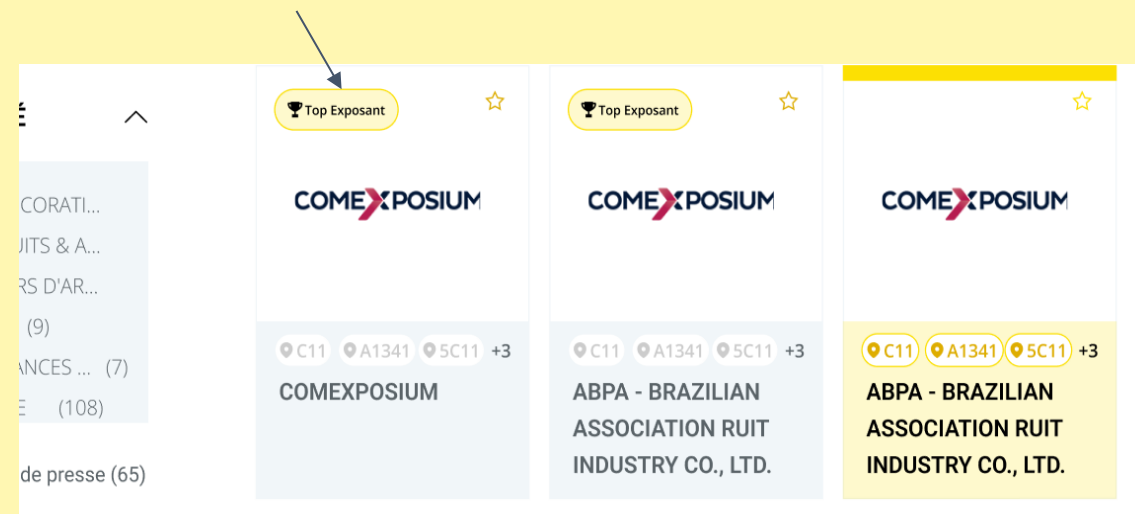 Top Exposant
Top Exposant
É
CORATI...
UITS & A...
RS D'AR...
(9)
ANCES ... (7)
E (108)
de presse (65)
COMEXPOSIUM
C11 A1341 5C11 +3
COMEXPOSIUM
COMEXPOSIUM
C11 A1341 5C11 +3
ABPA - BRAZILIAN
ASSOCIATION RUIT
INDUSTRY CO., LTD.
COMEXPOSIUM
C11 A1341 5C11 +3
ABPA - BRAZILIAN
ASSOCIATION RUIT
INDUSTRY CO., LTD.